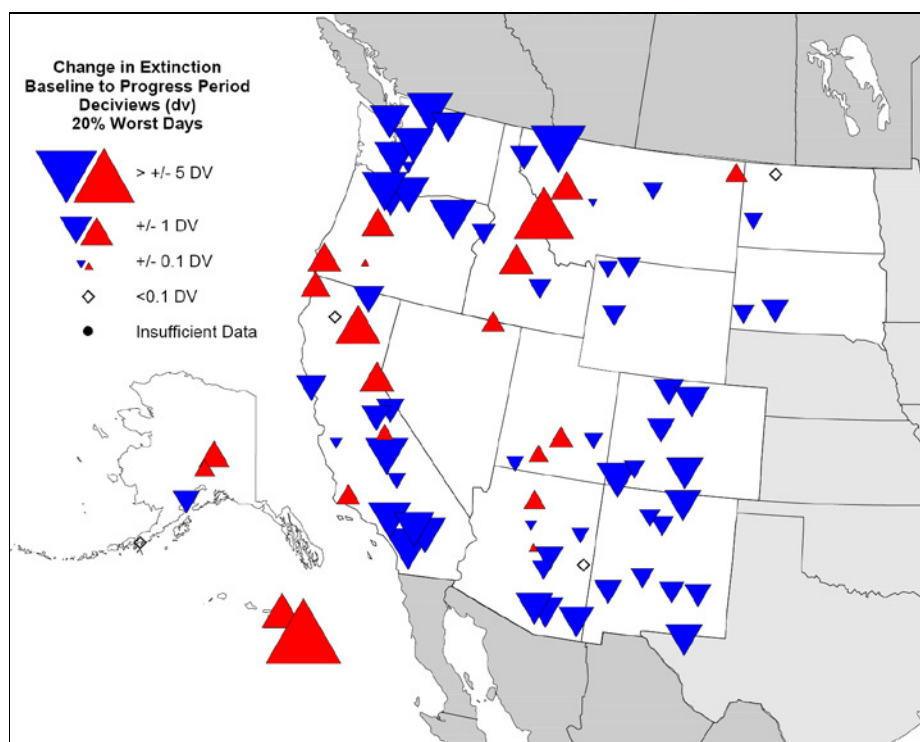 Change in Extinction
Baseline to Progress Period
Deciviews (dv)
20% Worst Days
> +/- 5 DV
+/- 1 DV
+/- 0.1 DV
<0.1 DV
Insufficient Data